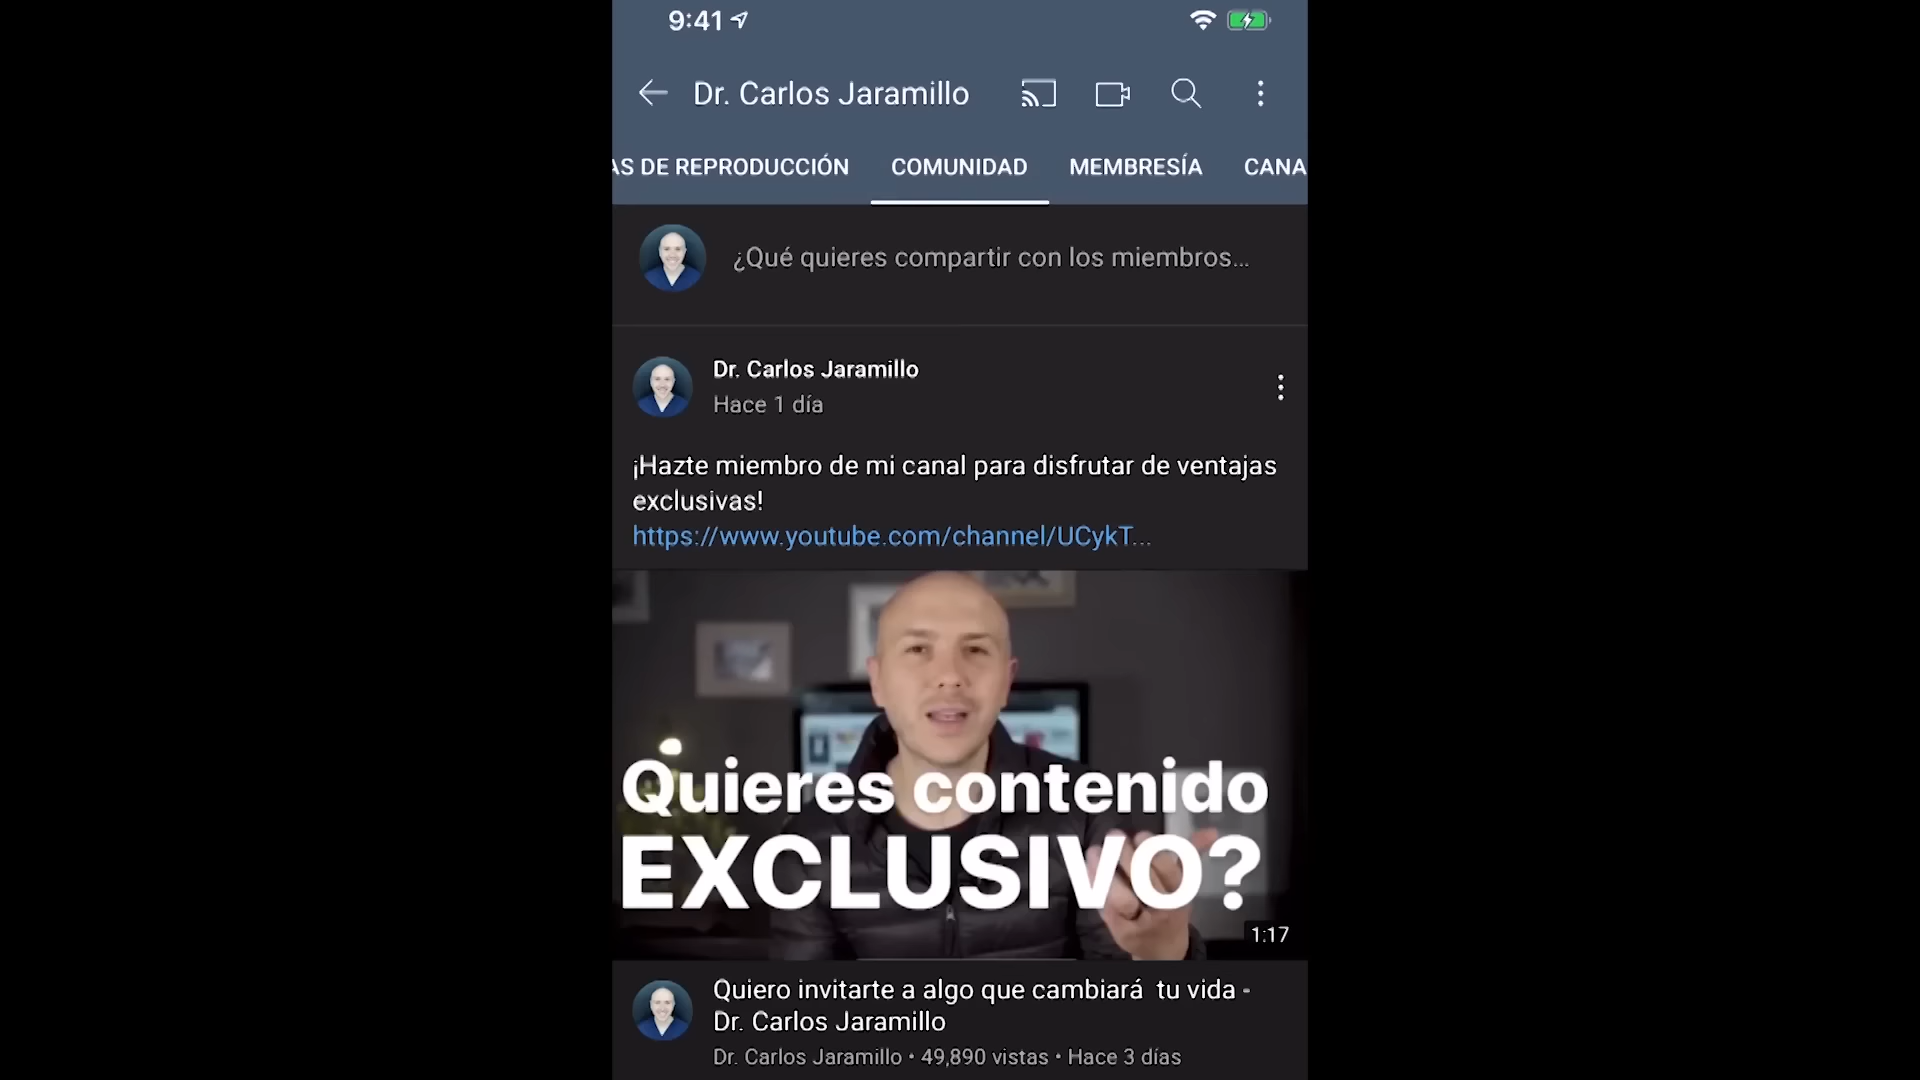 9:41
Dr. Carlos Jaramillo
AS DE REPRODUCCIÓN COMUNIDAD MEMBRESÍA CANA
¿Qué quieres compartir con los miembros...
Dr. Carlos Jaramillo
Hace 1 día
¡Hazte miembro de mi canal para disfrutar de ventajas
exclusivas!
https://www.youtube.com/channel/UCykT...
Quieres contenido
EXCLUSIVO?
1:17
Quiero invitarte a algo que cambiará tu vida -
Dr. Carlos Jaramillo
Dr. Carlos Jaramillo • 49,890 vistas • Hace 3 días